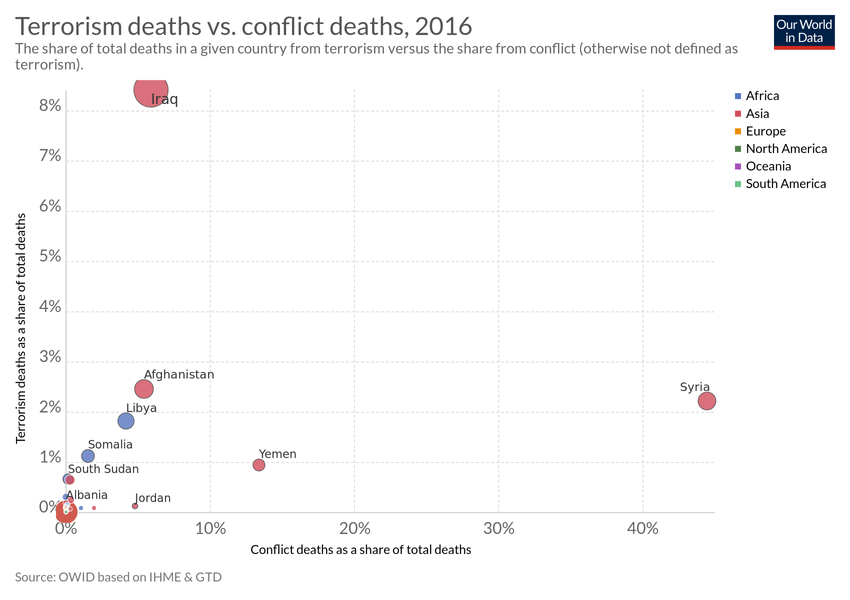 Terrorism deaths vs. conflict deaths, 2016
The share of total deaths in a given country from terrorism versus the share from conflict (otherwise not defined as
terrorism).
Our World
in Data
Africa
Asia
Europe
North America
Oceania
South America
Terrorism deaths as a share of total deaths
8%
7%
6%
5%
4%
3%
2%
1%
0%
Iraq
Afghanistan
Syria
Libya
Somalia
Yemen
South Sudan
Albania
Jordan
0%
10%
20%
30%
40%
Conflict deaths as a share of total deaths
Source: OWID based on IHME & GTD